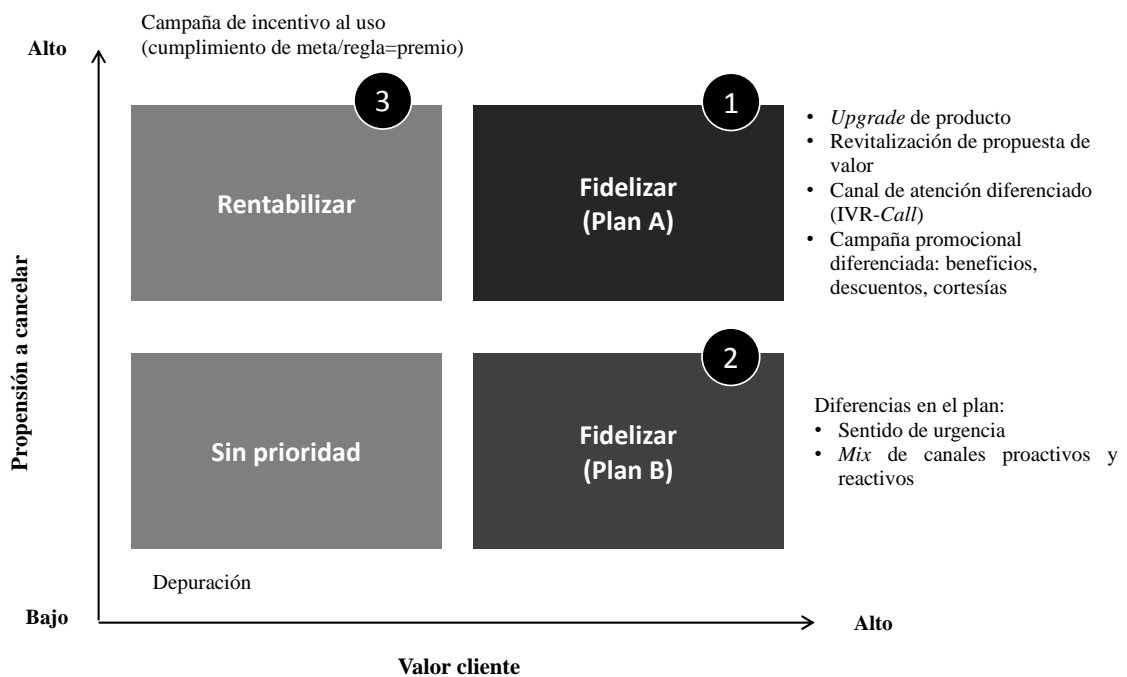 Campaña de incentivo al uso
(cumplimiento de meta/regla=premio)
Alto
3
1
Rentabilizar
Fidelizar
(Plan A)
• Upgrade de producto
• Revitalización de propuesta de
valor
• Canal de atención diferenciado
(IVR-Call)
• Campaña promocional
diferenciada: beneficios,
descuentos, cortesías
Propensión a cancelar
2
Sin prioridad
Fidelizar
(Plan B)
Diferencias en el plan:
• Sentido de urgencia
• Mix de canales proactivos y
reactivos
Depuración
Bajo
Alto
Valor cliente